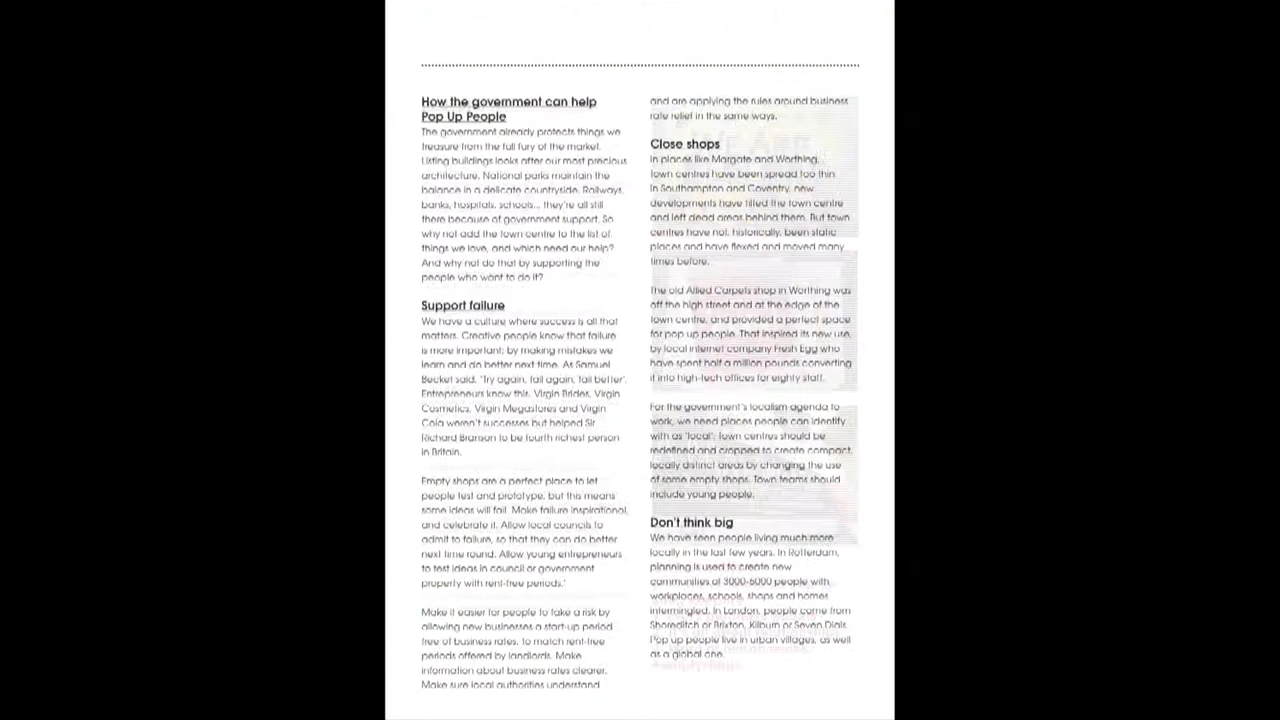 How the government can help
Pop Up People
The government already protects things we
treasure from the full fury of the market.
Listing buildings looks after our most precious
architecture. National parks maintain the
balance in a delicate countryside. Railways,
banks, hospitals, schools... they're all still
there because of government support. So
why not add the town centre to the list of
things we love, and which need our help?
And why not do that by supporting the
people who want to do it?
Support failure
We have a culture where success is all that
matters. Creative people know that failure
is more important; by making mistakes we
learn and do better next time. As Samuel
Becket said, 'Try again, fail again, fail better'.
Entrepreneurs know this. Virgin Brides, Virgin
Cosmetics, Virgin Megastores and Virgin
Cola weren't successes but helped Sir
Richard Branson to be fourth richest person
in Britain.
Empty shops are a perfect place to let
people test and prototype, but this means
some ideas will fail. Make failure inspirational,
and celebrate it. Allow local councils to
admit to failure, so that they can do better
next time round. Allow young entrepreneurs
to test ideas in council or government
property with rent-free periods.'
Make it easier for people to take a risk by
allowing new businesses a start-up period
free of business rates, to match rent-free
periods offered by landlords. Make
information about business rates clearer.
Make sure local authorities understand
and are applying the rules around business
rate relief in the same ways.
Close shops
In places like Margate and Worthing,
town centres have been spread too thin.
In Southampton and Coventry, new
developments have tilted the town centre
and left dead areas behind them. But town
centres have not, historically, been static
places and have flexed and moved many
times before.
The old Allied Carpets shop in Worthing was
off the high street and at the edge of the
town centre, and provided a perfect space
for pop up people. That inspired its new use,
by local internet company Fresh Egg who
have spent half a million pounds converting
it into high-tech offices for eighty staff.
For the government's localism agenda to
work, we need places people can identify
with as 'local'. Town centres should be
redefined and cropped to create compact,
locally distinct areas by changing the use
of some empty shops. Town teams should
include young people.
Don't think big
We have seen people living much more
locally in the last few years. In Rotterdam,
planning is used to create new
communities of 3000-5000 people with
workplaces, schools, shops and homes
intermingled. In London, people come from
Shoreditch or Brixton, Kilburn or Seven Dials.
Pop up people live in urban villages, as well
as a global one.